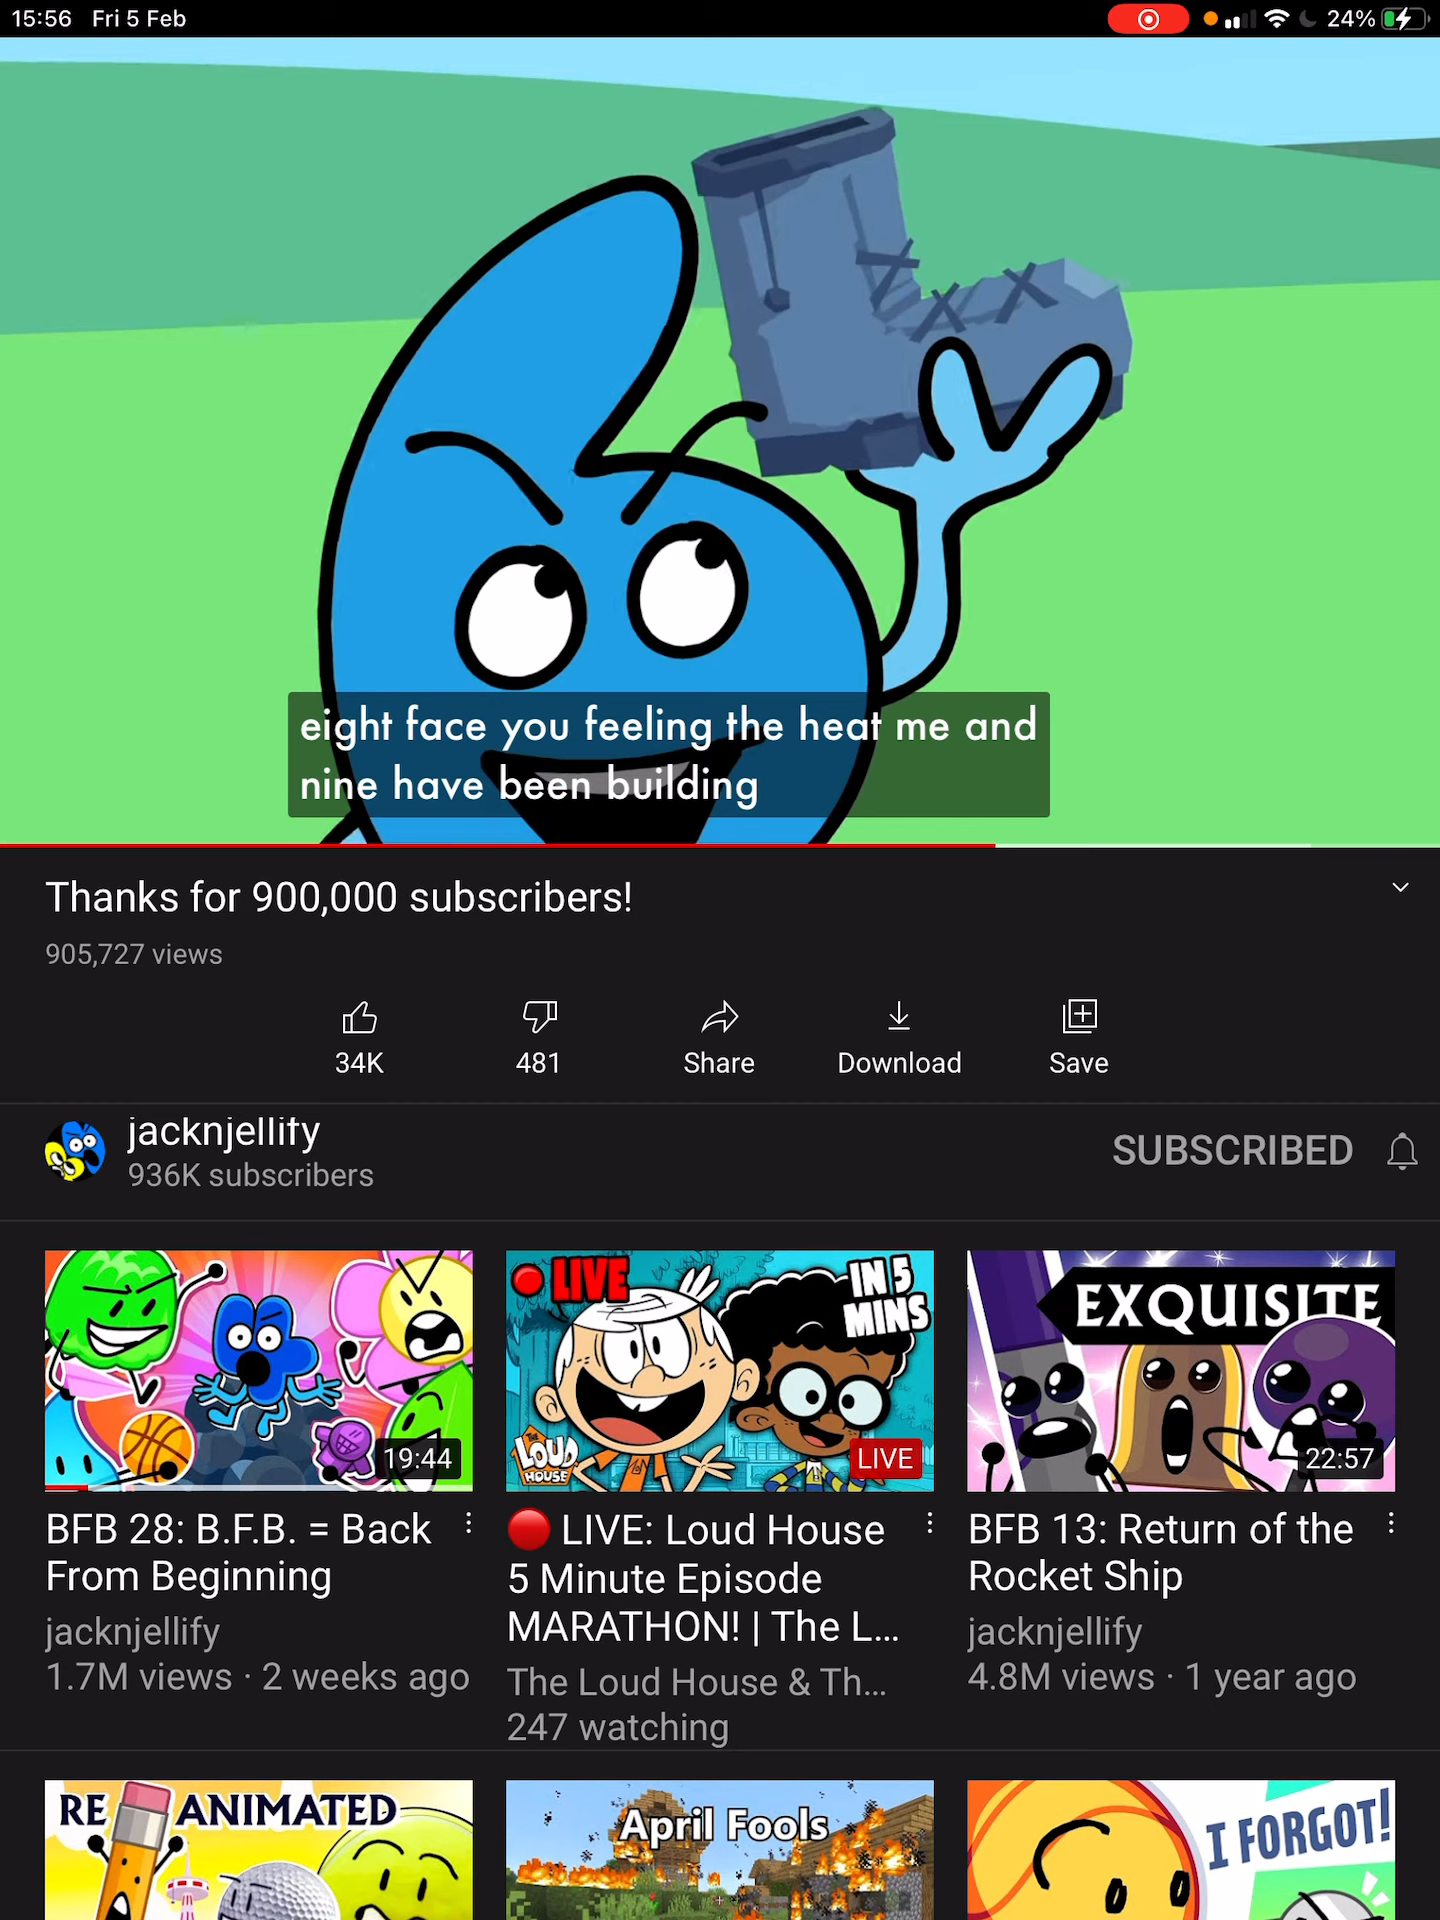 15:56 Fri 5 Feb 24%
eight face you feeling the heat me and
nine have been building
Thanks for 900,000 subscribers!
905,727 views
34K 481 Share Download Save
jacknjellify
936K subscribers
SUBSCRIBED
19:44
LIVE
IN 5
MINS
THE
LOUD
HOUSE
LIVE
EXQUISITE
22:57
BFB 28: B.F.B. = Back
From Beginning
jacknjellify
1.7M views · 2 weeks ago
LIVE: Loud House
5 Minute Episode
MARATHON! | The L...
The Loud House & Th...
247 watching
BFB 13: Return of the
Rocket Ship
jacknjellify
4.8M views · 1 year ago
RE ANIMATED
April Fools
I FORGOT!